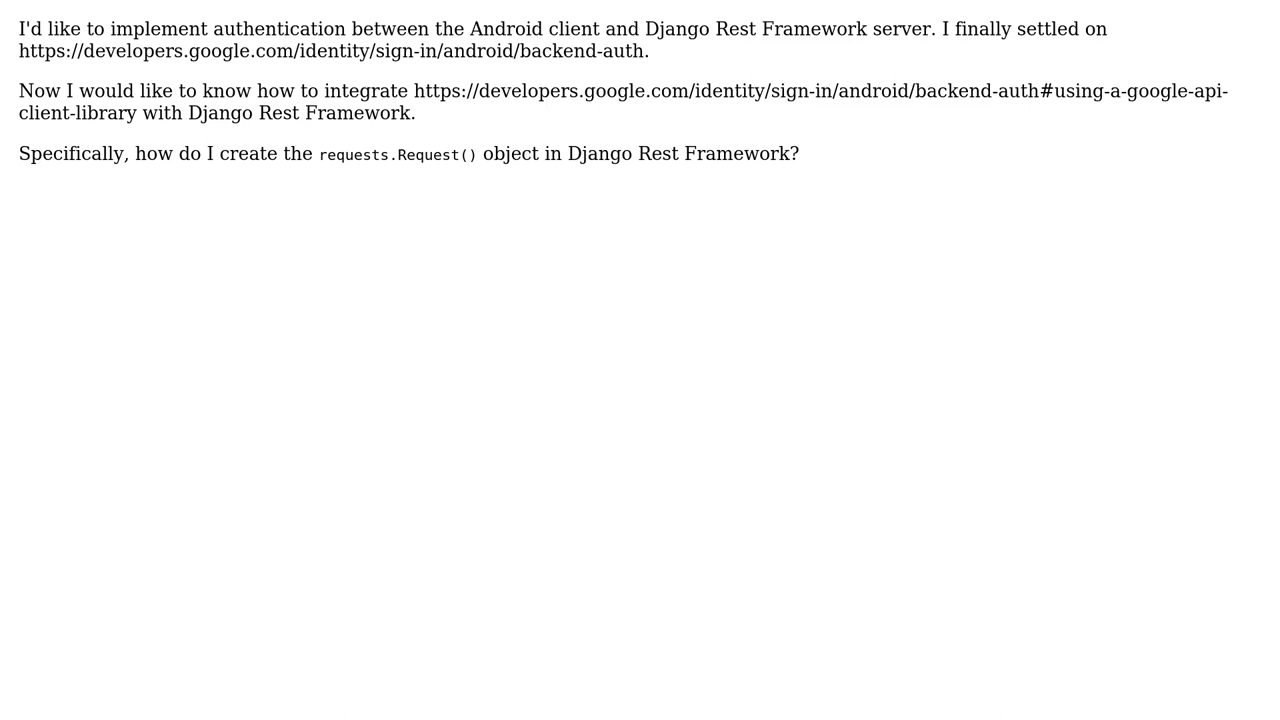 I'd like to implement authentication between the Android client and Django Rest Framework server. I finally settled on
https://developers.google.com/identity/sign-in/android/backend-auth.
Now I would like to know how to integrate https://developers.google.com/identity/sign-in/android/backend-auth#using-a-google-api-
client-library with Django Rest Framework.
Specifically, how do I create the requests.Request() object in Django Rest Framework?